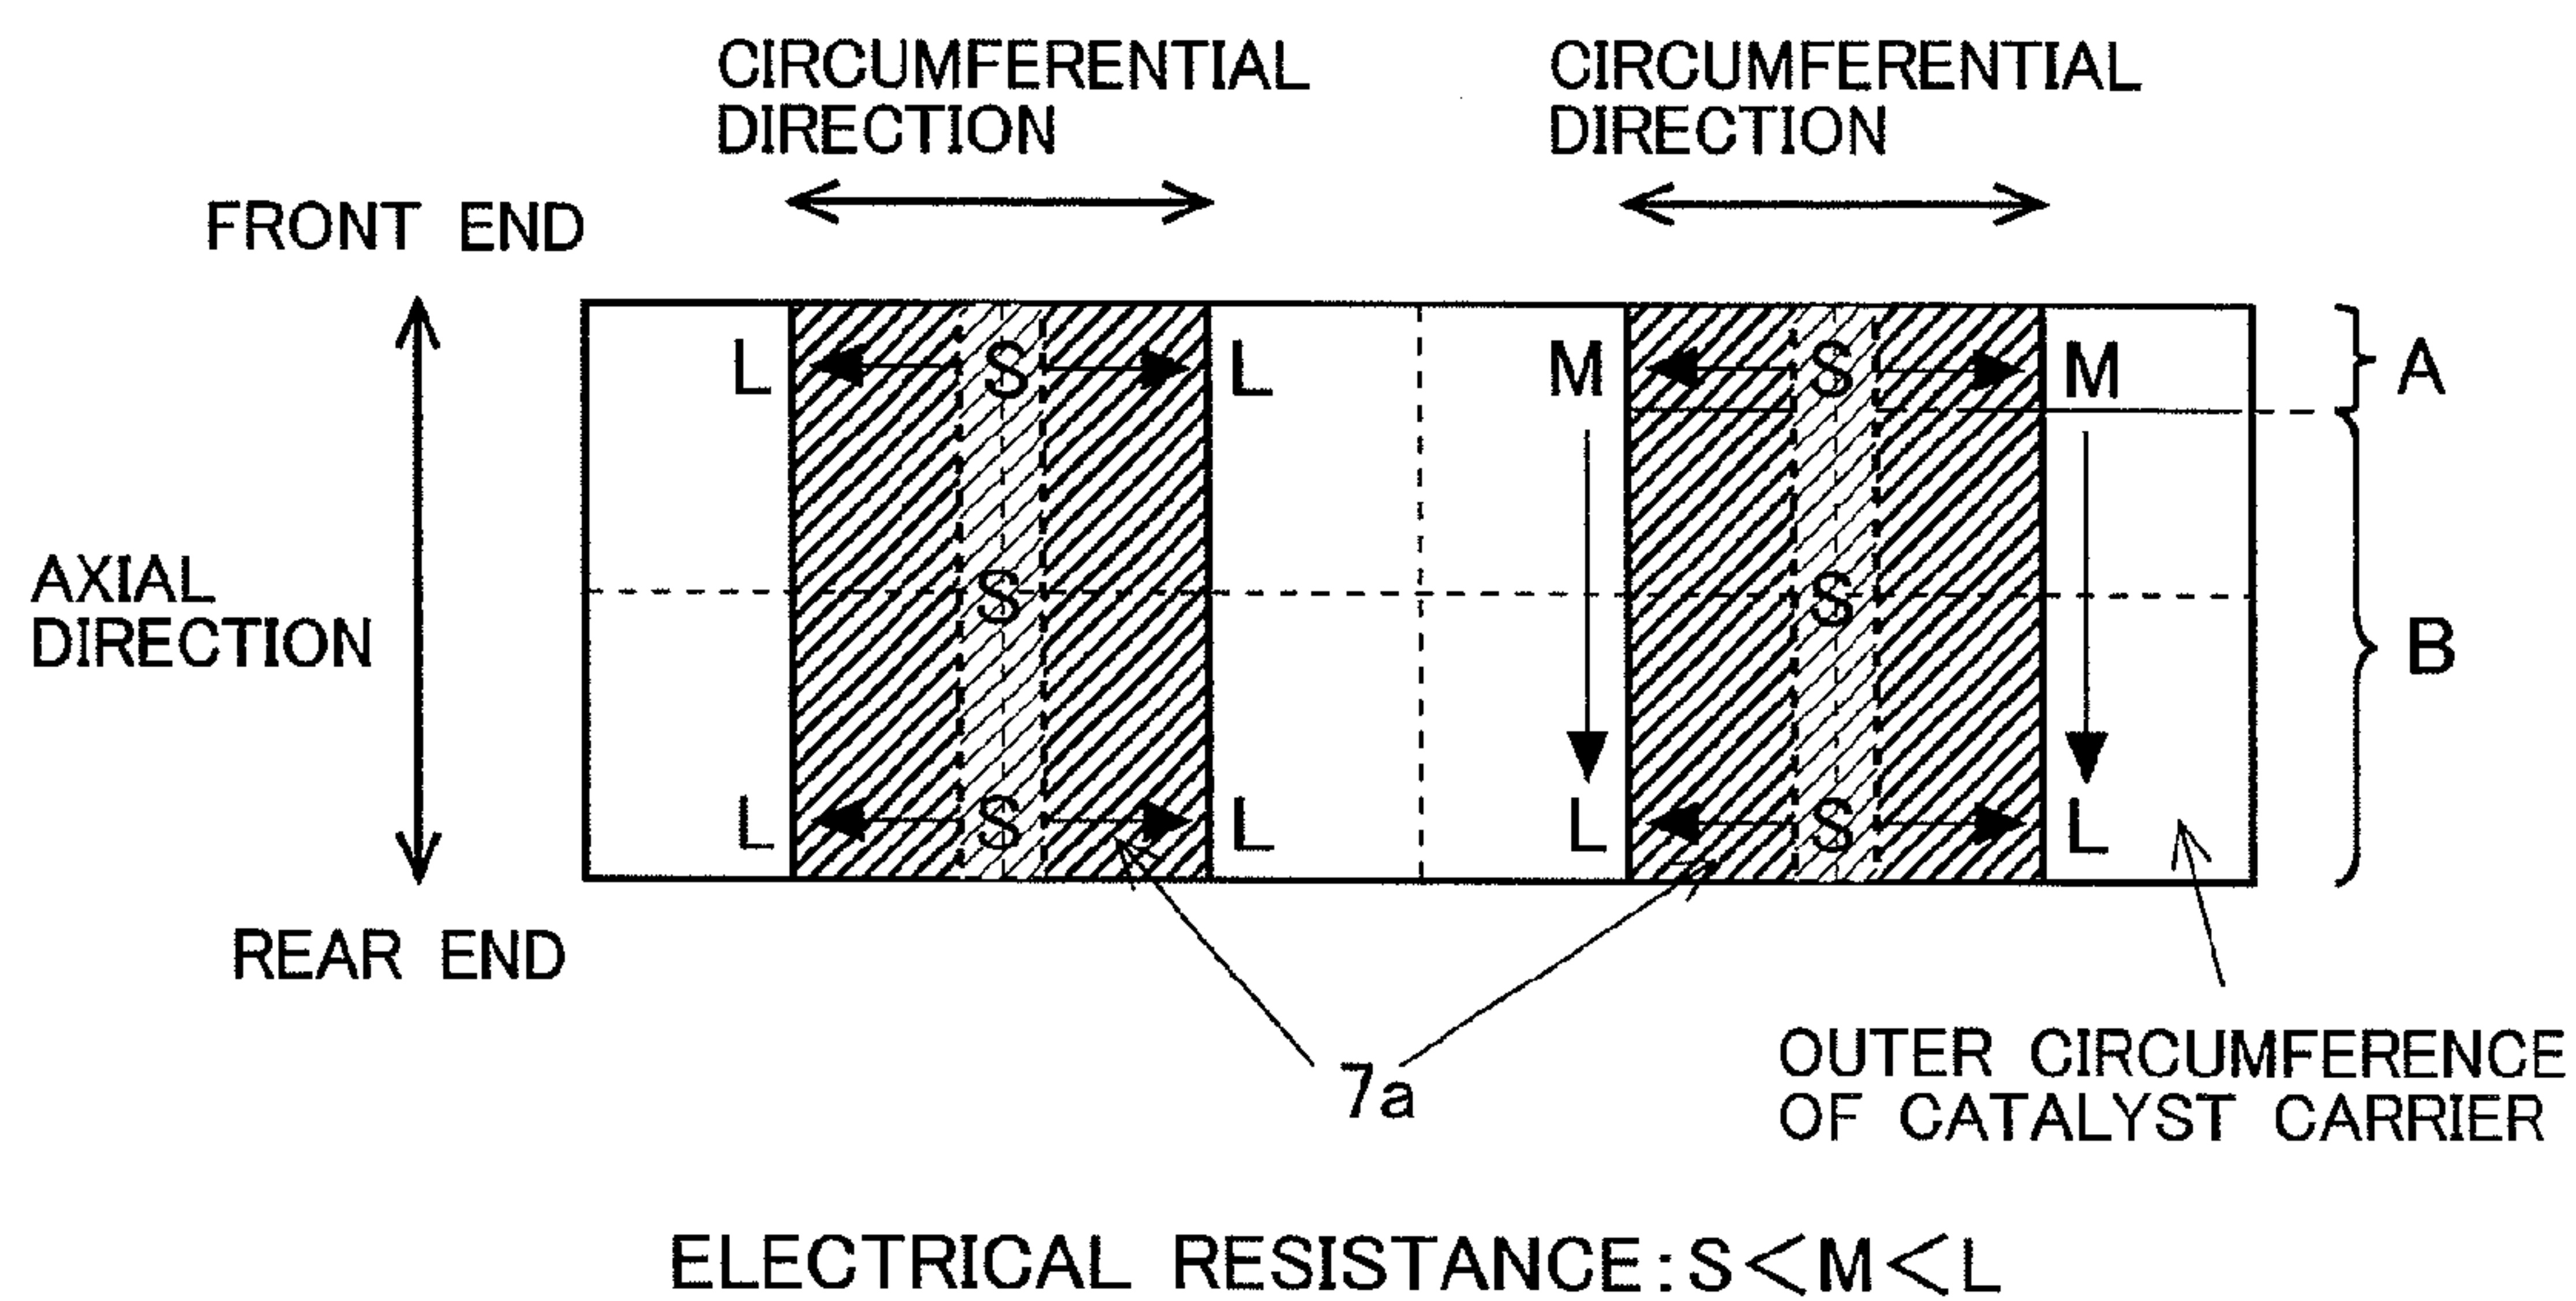 CIRCUMFERENTIAL
DIRECTION
CIRCUMFERENTIAL
DIRECTION
FRONT END
L S L M S M A
AXIAL
DIRECTION
S S B
L S L L S L
REAR END
7a
OUTER CIRCUMFERENCE
OF CATALYST CARRIER
ELECTRICAL RESISTANCE:S<M<L